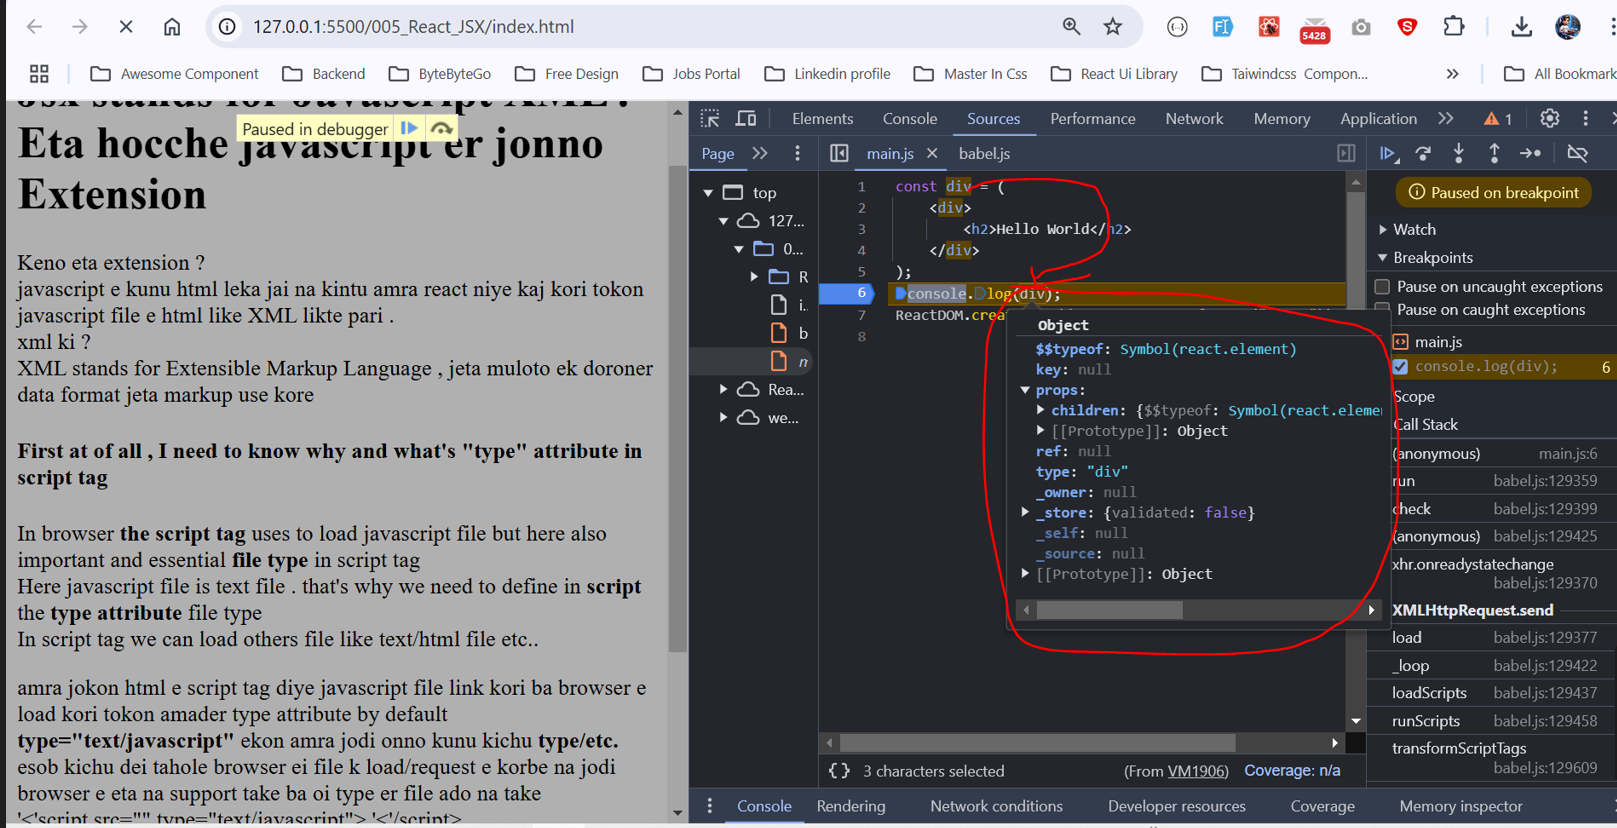 127.0.0.1:5500/005_React_JSX/index.html
5428
Awesome Component
Backend
ByteByteGo
Free Design
Jobs Portal
Linkedin profile
Master In Css
React Ui Library
Taiwindcss Compon...
»
All Bookmark
Jsx stands for Javascript XML .
Eta hocche javascript er jonno
Extension
Paused in debugger
Keno eta extension ?
javascript e kunu html leka jai na kintu amra react niye kaj kori tokon
javascript file e html like XML likte pari .
xml ki ?
XML stands for Extensible Markup Language , jeta muloto ek doroner
data format jeta markup use kore
First at of all , I need to know why and what's "type" attribute in
script tag
In browser the script tag uses to load javascript file but here also
important and essential file type in script tag
Here javascript file is text file . that's why we need to define in script
the type attribute file type
In script tag we can load others file like text/html file etc..
amra jokon html e script tag diye javascript file link kori ba browser e
load kori tokon amader type attribute by default
type="text/javascript" ekon amra jodi onno kunu kichu type/etc.
esob kichu dei tahole browser ei file k load/request e korbe na jodi
browser e eta na support take ba oi type er file ado na take
'<'script src="" type="text/javascript"> '<'/script>
Elements
Console
Sources
Performance
Network
Memory
Application
»
1
Page
»
main.js ×
babel.js
top
127...
0...
R
i..
b
m
Rea...
we...
1 const div = (
2 <div>
3 <h2>Hello World</h2>
4 </div>
5 );
6 console.log(div);
7 ReactDOM.crea
8
Object
$$typeof: Symbol(react.element)
key: null
props:
children: {$$typeof: Symbol(react.eleme
[[Prototype]]: Object
ref: null
type: "div"
_owner: null
_store: {validated: false}
_self: null
_source: null
[[Prototype]]: Object
{ } 3 characters selected
(From VM1906)
Coverage: n/a
Paused on breakpoint
Watch
Breakpoints
Pause on uncaught exceptions
Pause on caught exceptions
main.js
console.log(div); 6
Scope
Call Stack
(anonymous) main.js:6
run babel.js:129359
check babel.js:129399
(anonymous) babel.js:129425
xhr.onreadystatechange
babel.js:129370
XMLHttpRequest.send
load babel.js:129377
_loop babel.js:129422
loadScripts babel.js:129437
runScripts babel.js:129458
transformScriptTags
babel.js:129609
Console
Rendering
Network conditions
Developer resources
Coverage
Memory inspector